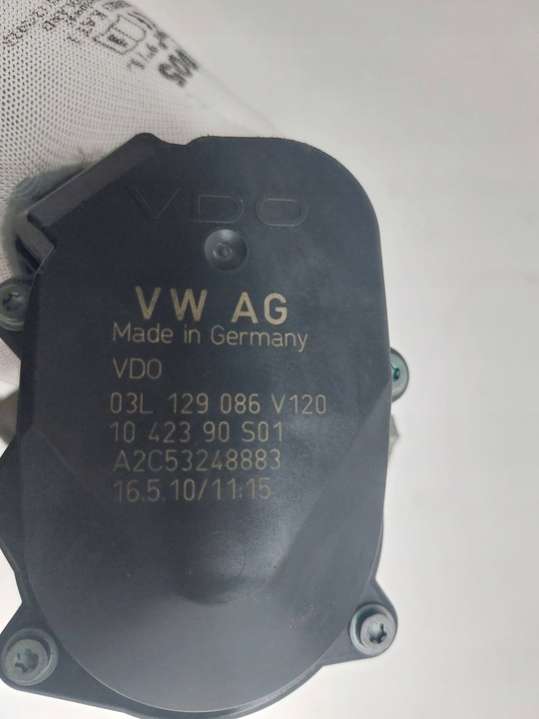 005
VDO
VW AG
Made in Germany
VDO
03L 129 086 V120
10 423 90 S01
A2C53248883
16.5.10/11:15